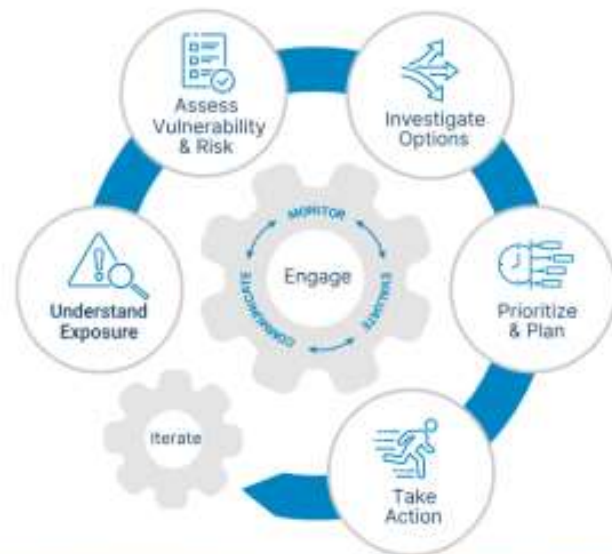 Assess
Vulnerability
& Risk
Investigate
Options
MONITOR
Engage
EVALUATE
COMMUNICATE
Understand
Exposure
Prioritize
& Plan
Iterate
Take
Action